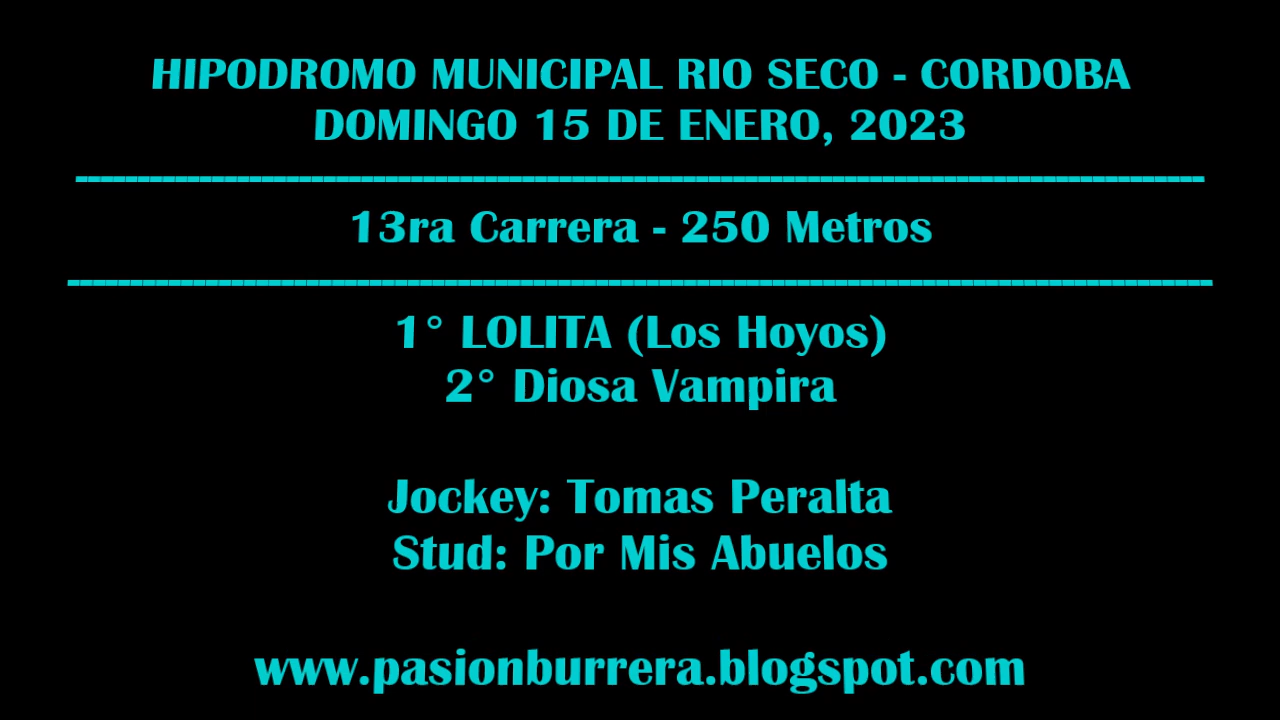 HIPODROMO MUNICIPAL RIO SECO - CORDOBA
DOMINGO 15 DE ENERO, 2023
13ra Carrera - 250 Metros
1° LOLITA (Los Hoyos)
2° Diosa Vampira
Jockey: Tomas Peralta
Stud: Por Mis Abuelos
www.pasionburrera.blogspot.com